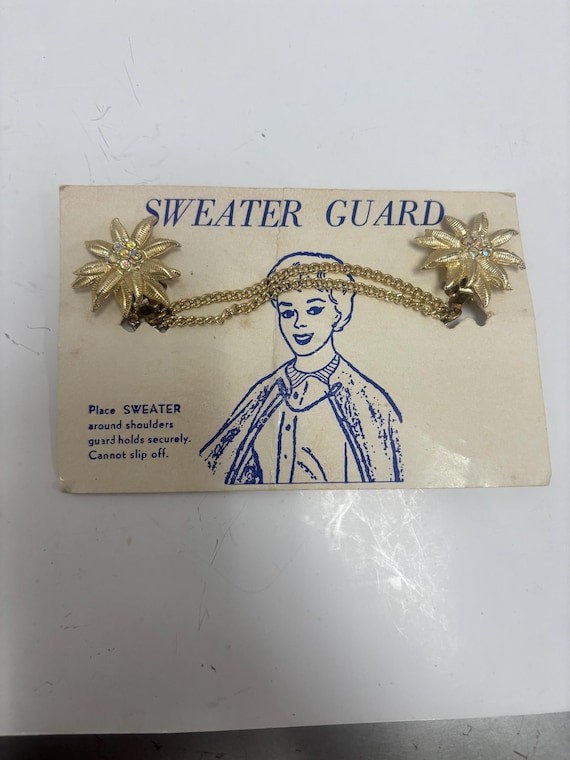 SWEATER GUARD
Place SWEATER
around shoulders
guard holds securely.
Cannot slip off.